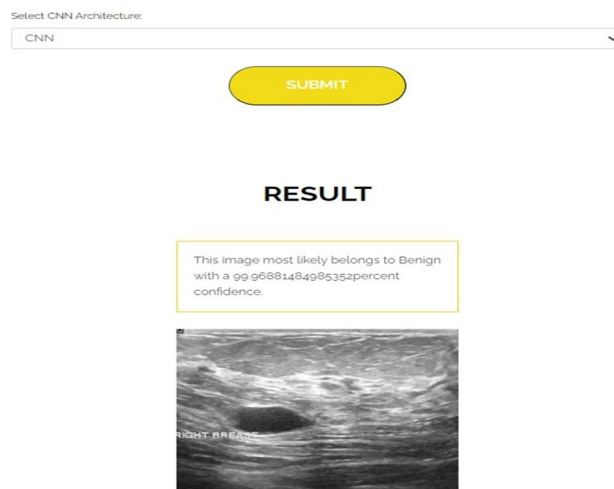 Select CNN Architecture:
CNN
SUBMIT
RESULT
This image most likely belongs to Benign
with a 99.96881484985352percent
confidence.
RIGHT BREAST